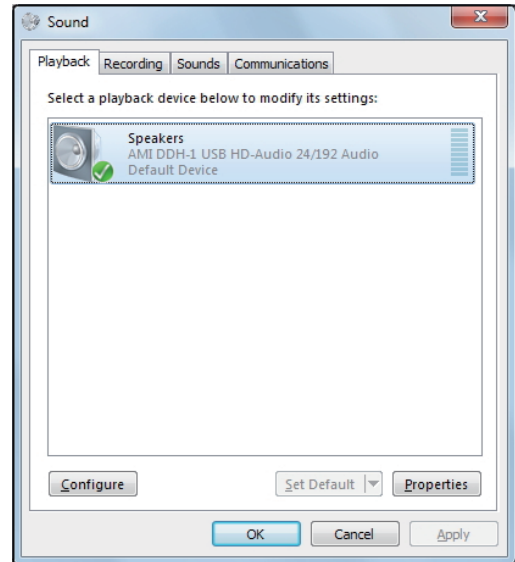 Sound
Playback Recording Sounds Communications
Select a playback device below to modify its settings:
Speakers
AMI DDH-1 USB HD-Audio 24/192 Audio
Default Device
Configure Set Default Properties
OK Cancel Apply